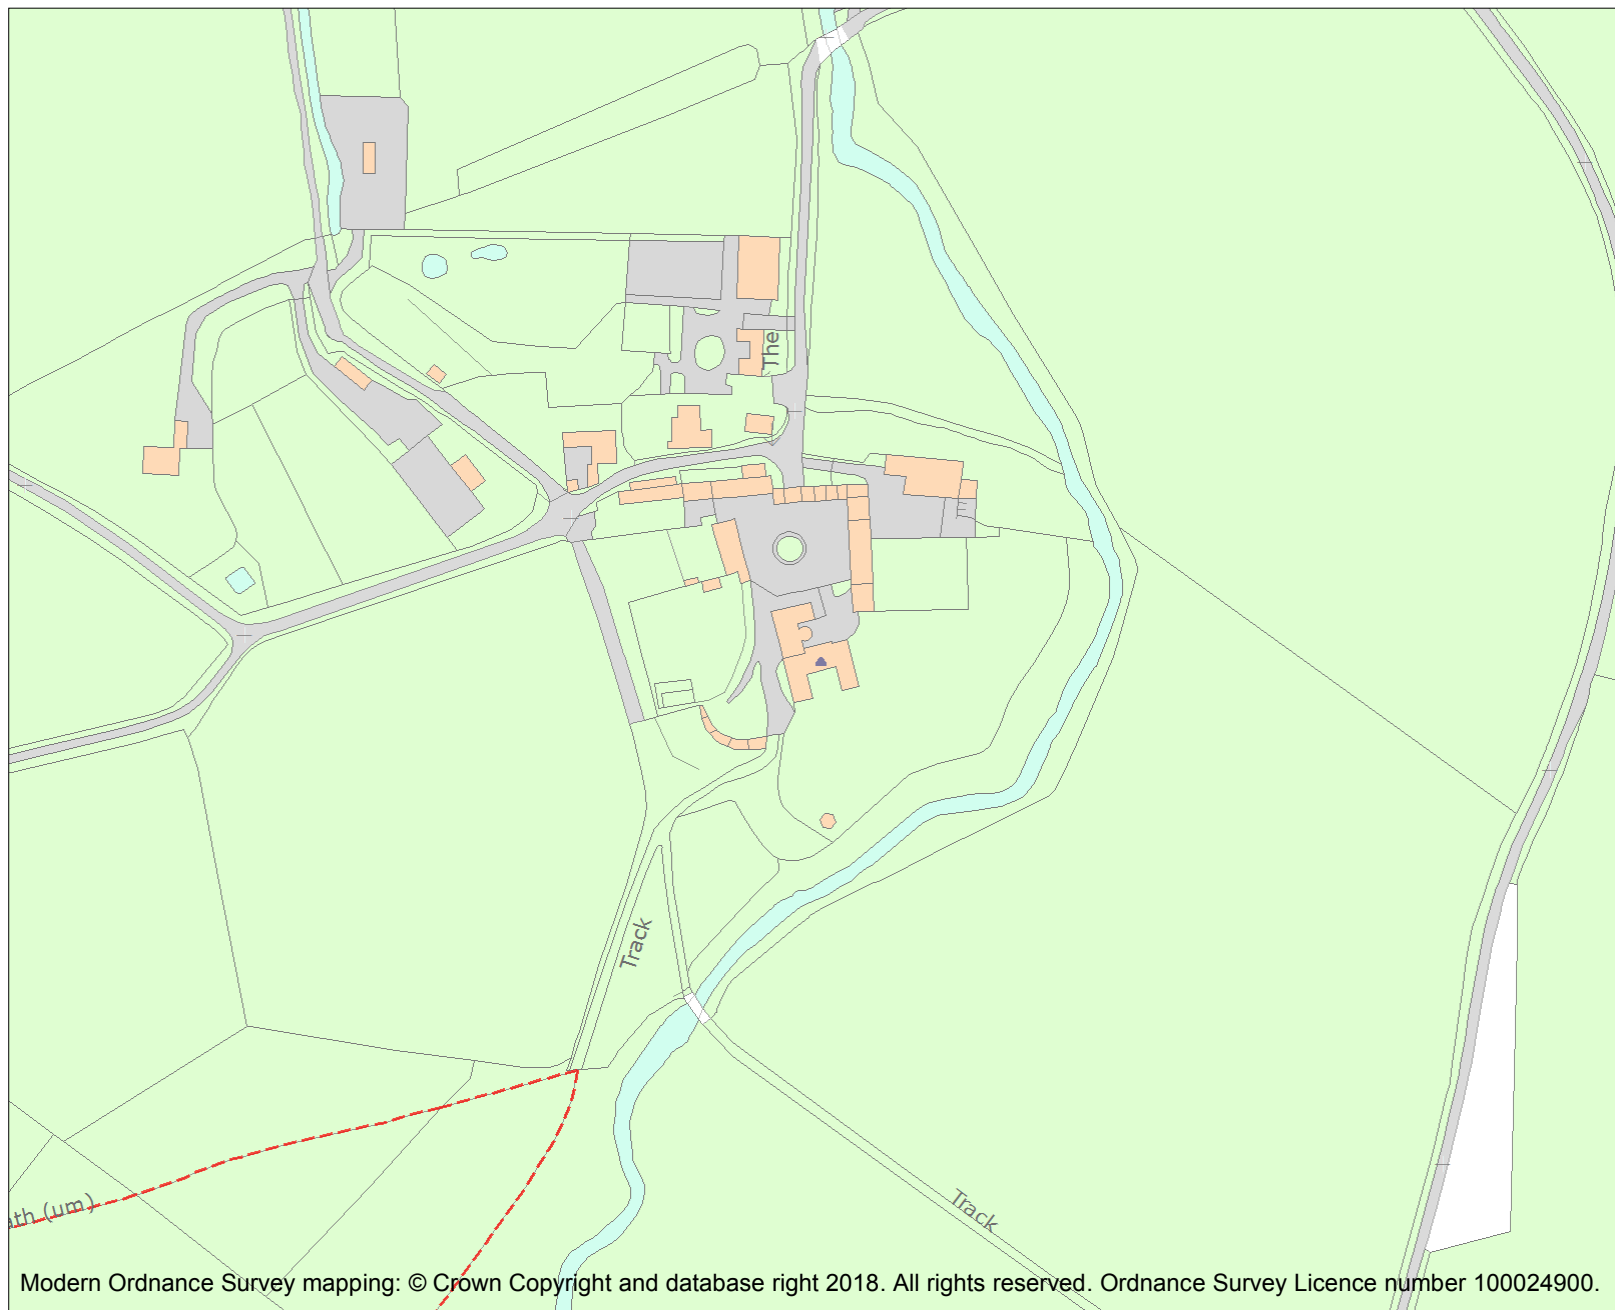 The
Track
ath (um)
Track
Modern Ordnance Survey mapping: © Crown Copyright and database right 2018. All rights reserved. Ordnance Survey Licence number 100024900.